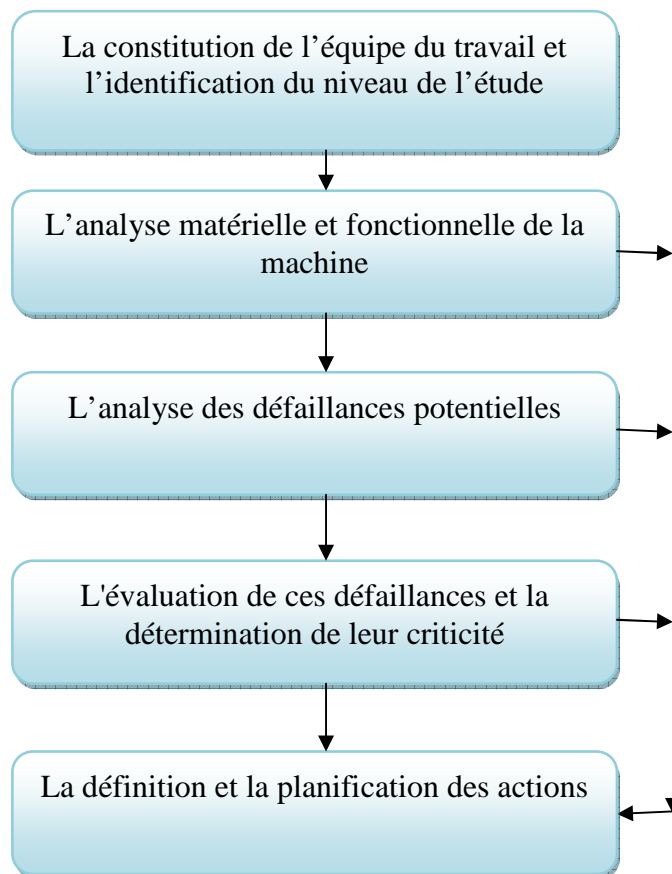 La constitution de l’équipe du travail et
l’identification du niveau de l’étude
L’analyse matérielle et fonctionnelle de la
machine
L’analyse des défaillances potentielles
L'évaluation de ces défaillances et la
détermination de leur criticité
La définition et la planification des actions